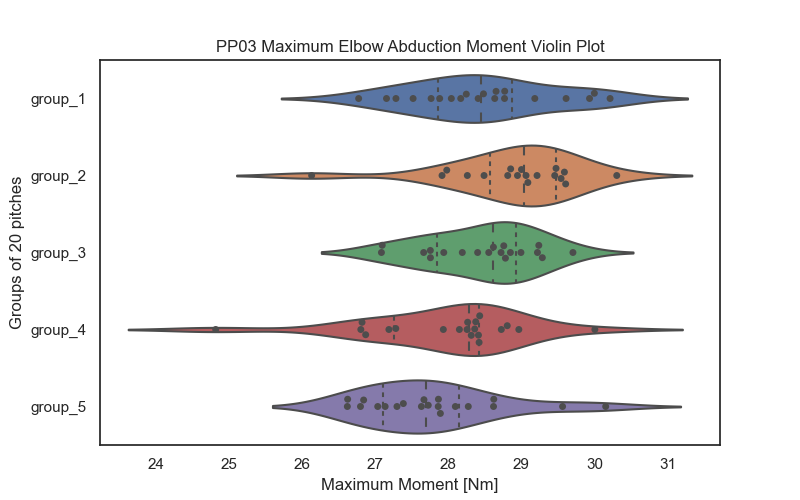 PP03 Maximum Elbow Abduction Moment Violin Plot
Groups of 20 pitches
group_1
group_2
group_3
group_4
group_5
24 25 26 27 28 29 30 31
Maximum Moment [Nm]